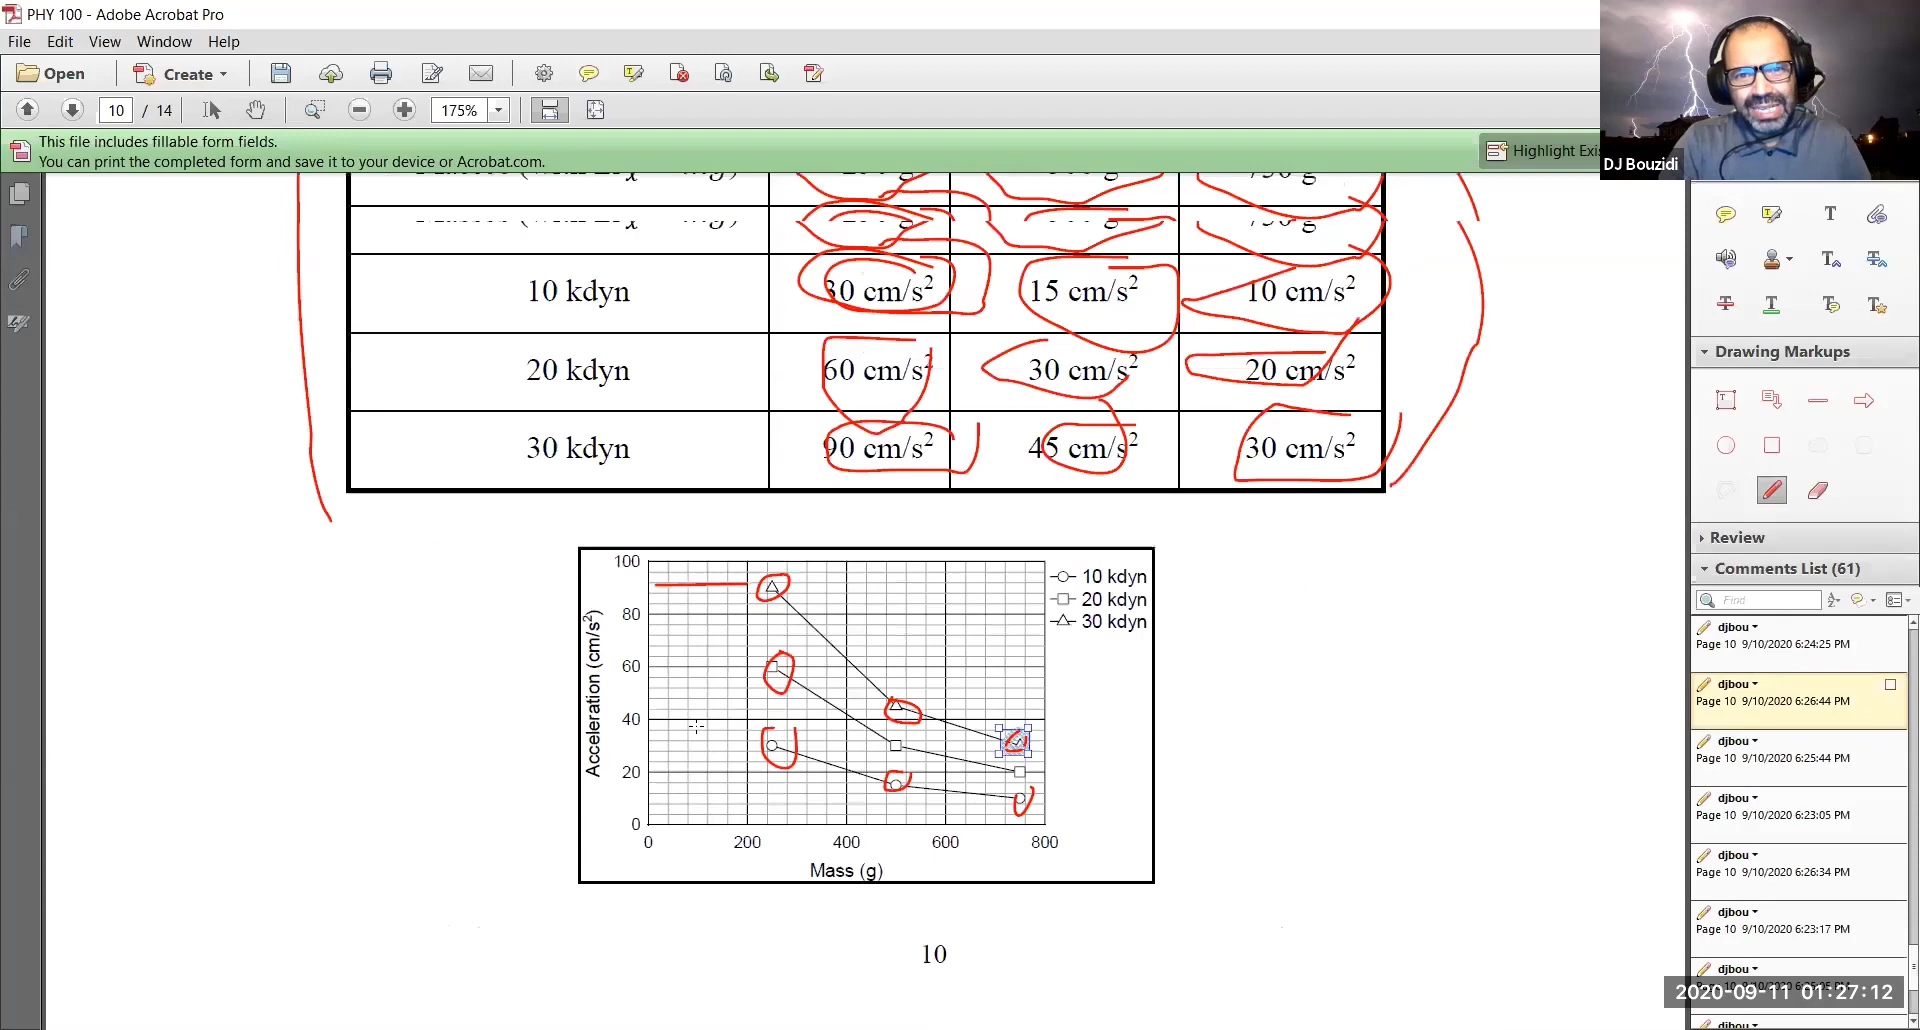 PHY 100 - Adobe Acrobat Pro
File Edit View Window Help
Open Create
10 / 14 175%
This file includes fillable form fields.
You can print the completed form and save it to your device or Acrobat.com.
Highlight Exi
DJ Bouzidi
10 kdyn 30 cm/s² 15 cm/s² 10 cm/s²
20 kdyn 60 cm/s² 30 cm/s² 20 cm/s²
30 kdyn 90 cm/s² 45 cm/s² 30 cm/s²
100
80
60
40
20
0
Acceleration (cm/s²)
0 200 400 600 800
Mass (g)
10 kdyn
20 kdyn
30 kdyn
10
Drawing Markups
Review
Comments List (61)
Find
djbou
Page 10 9/10/2020 6:24:25 PM
djbou
Page 10 9/10/2020 6:26:44 PM
djbou
Page 10 9/10/2020 6:25:44 PM
djbou
Page 10 9/10/2020 6:23:05 PM
djbou
Page 10 9/10/2020 6:26:34 PM
djbou
Page 10 9/10/2020 6:23:17 PM
djbou
2020-09-11 01:27:12
djbou